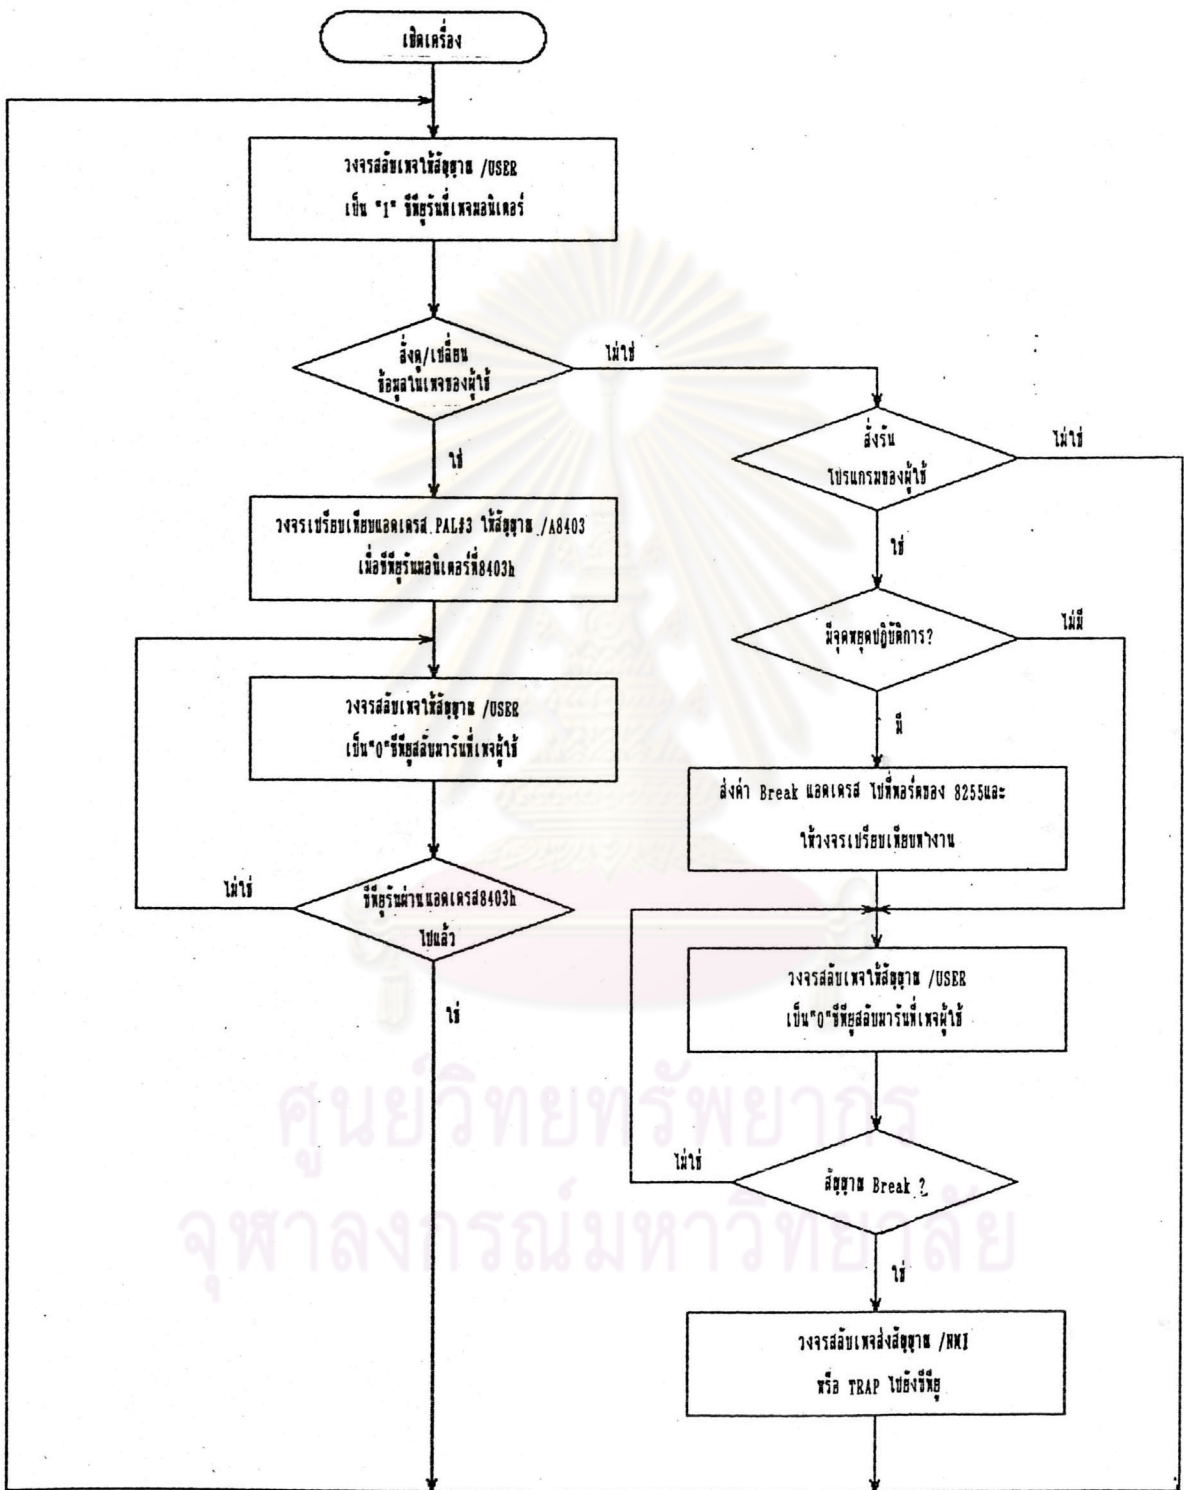 เปิดเครื่อง
วงจรสลับเพจให้สัญญาณ /USER
เป็น "1" ซีพียูรันที่เพจมอนิเตอร์
สั่งดู/เปลี่ยน
ข้อมูลในเพจของผู้ใช้
ไม่ใช่
ใช่
สั่งรัน
โปรแกรมของผู้ใช้
ไม่ใช่
ใช่
วงจรเปรียบเทียบแอดเดรส PAL#3 ให้สัญญาณ /A8403
เมื่อซีพียูรันมอนิเตอร์ที่8403h
มีจุดหยุดปฏิบัติการ?
ไม่มี
มี
วงจรสลับเพจให้สัญญาณ /USER
เป็น"0"ซีพียูสลับมารันที่เพจผู้ใช้
ส่งค่า Break แอดเดรส ไปที่พอร์ตของ 8255และ
ให้วงจรเปรียบเทียบทำงาน
ไม่ใช่
ซีพียูรันผ่านแอดเดรส8403h
ไปแล้ว
ใช่
วงจรสลับเพจให้สัญญาณ /USER
เป็น"0"ซีพียูสลับมารันที่เพจผู้ใช้
ไม่ใช่
สัญญาณ Break ?
ใช่
วงจรสลับเพจส่งสัญญาณ /NMI
หรือ TRAP ไปยังซีพียู
ศูนย์วิทยทรัพยากร
จุฬาลงกรณ์มหาวิทยาลัย